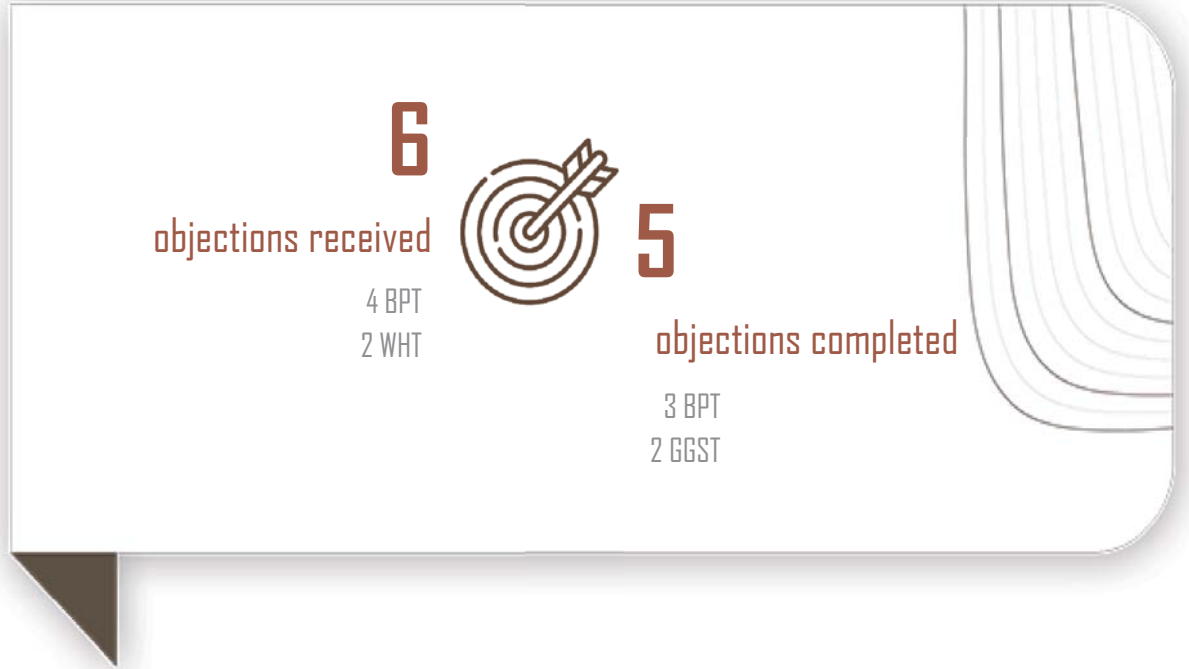 6
objections received
4 BPT
2 WHT
5
objections completed
3 BPT
2 GGST